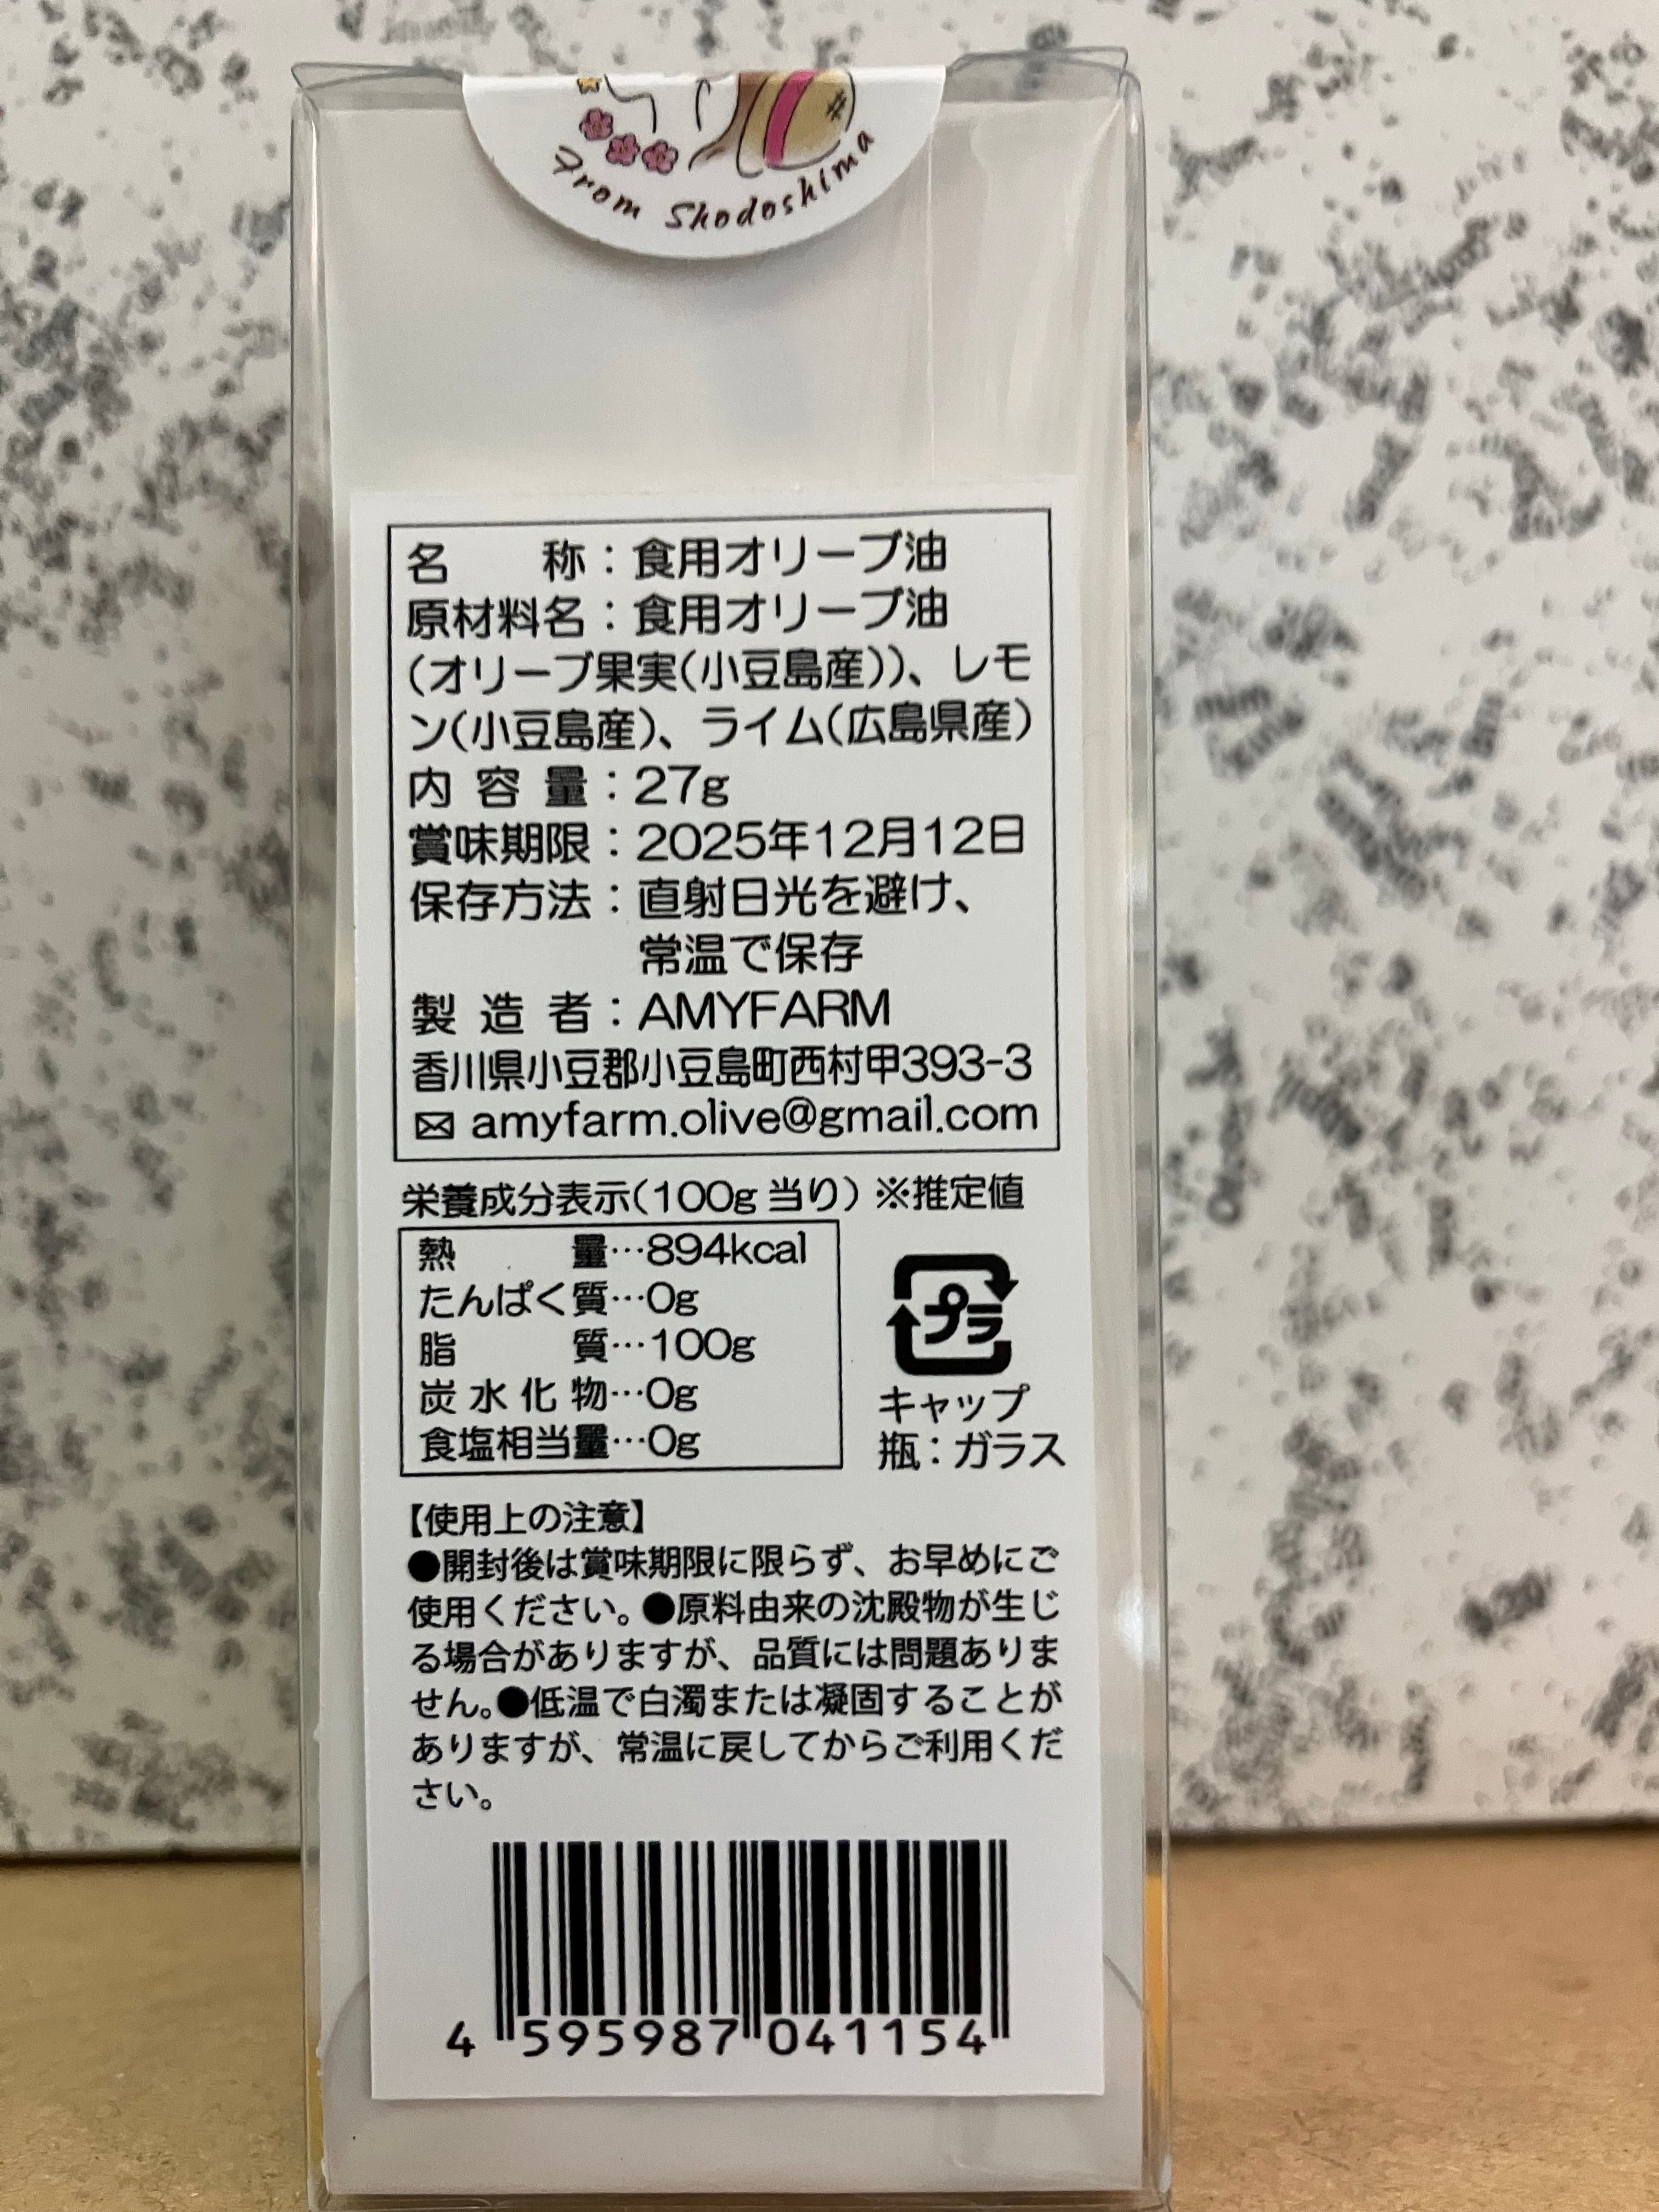 From Shodoshima
名　　称：食用オリーブ油
原材料名：食用オリーブ油
(オリーブ果実(小豆島産))、レモ
ン(小豆島産)、ライム(広島県産)
内 容 量：27g
賞味期限：2025年12月12日
保存方法：直射日光を避け、
常温で保存
製 造 者：AMYFARM
香川県小豆郡小豆島町西村甲393-3
✉ amyfarm.olive@gmail.com
栄養成分表示(100g当り) ※推定値
熱　　量…894kcal
たんぱく質…0g
脂　　質…100g
炭水化物…0g
食塩相当量…0g
プラ
キャップ
瓶：ガラス
【使用上の注意】
●開封後は賞味期限に限らず、お早めにご
使用ください。●原料由来の沈殿物が生じ
る場合がありますが、品質には問題ありま
せん。●低温で白濁または凝固することが
ありますが、常温に戻してからご利用くだ
さい。
4 595987 041154